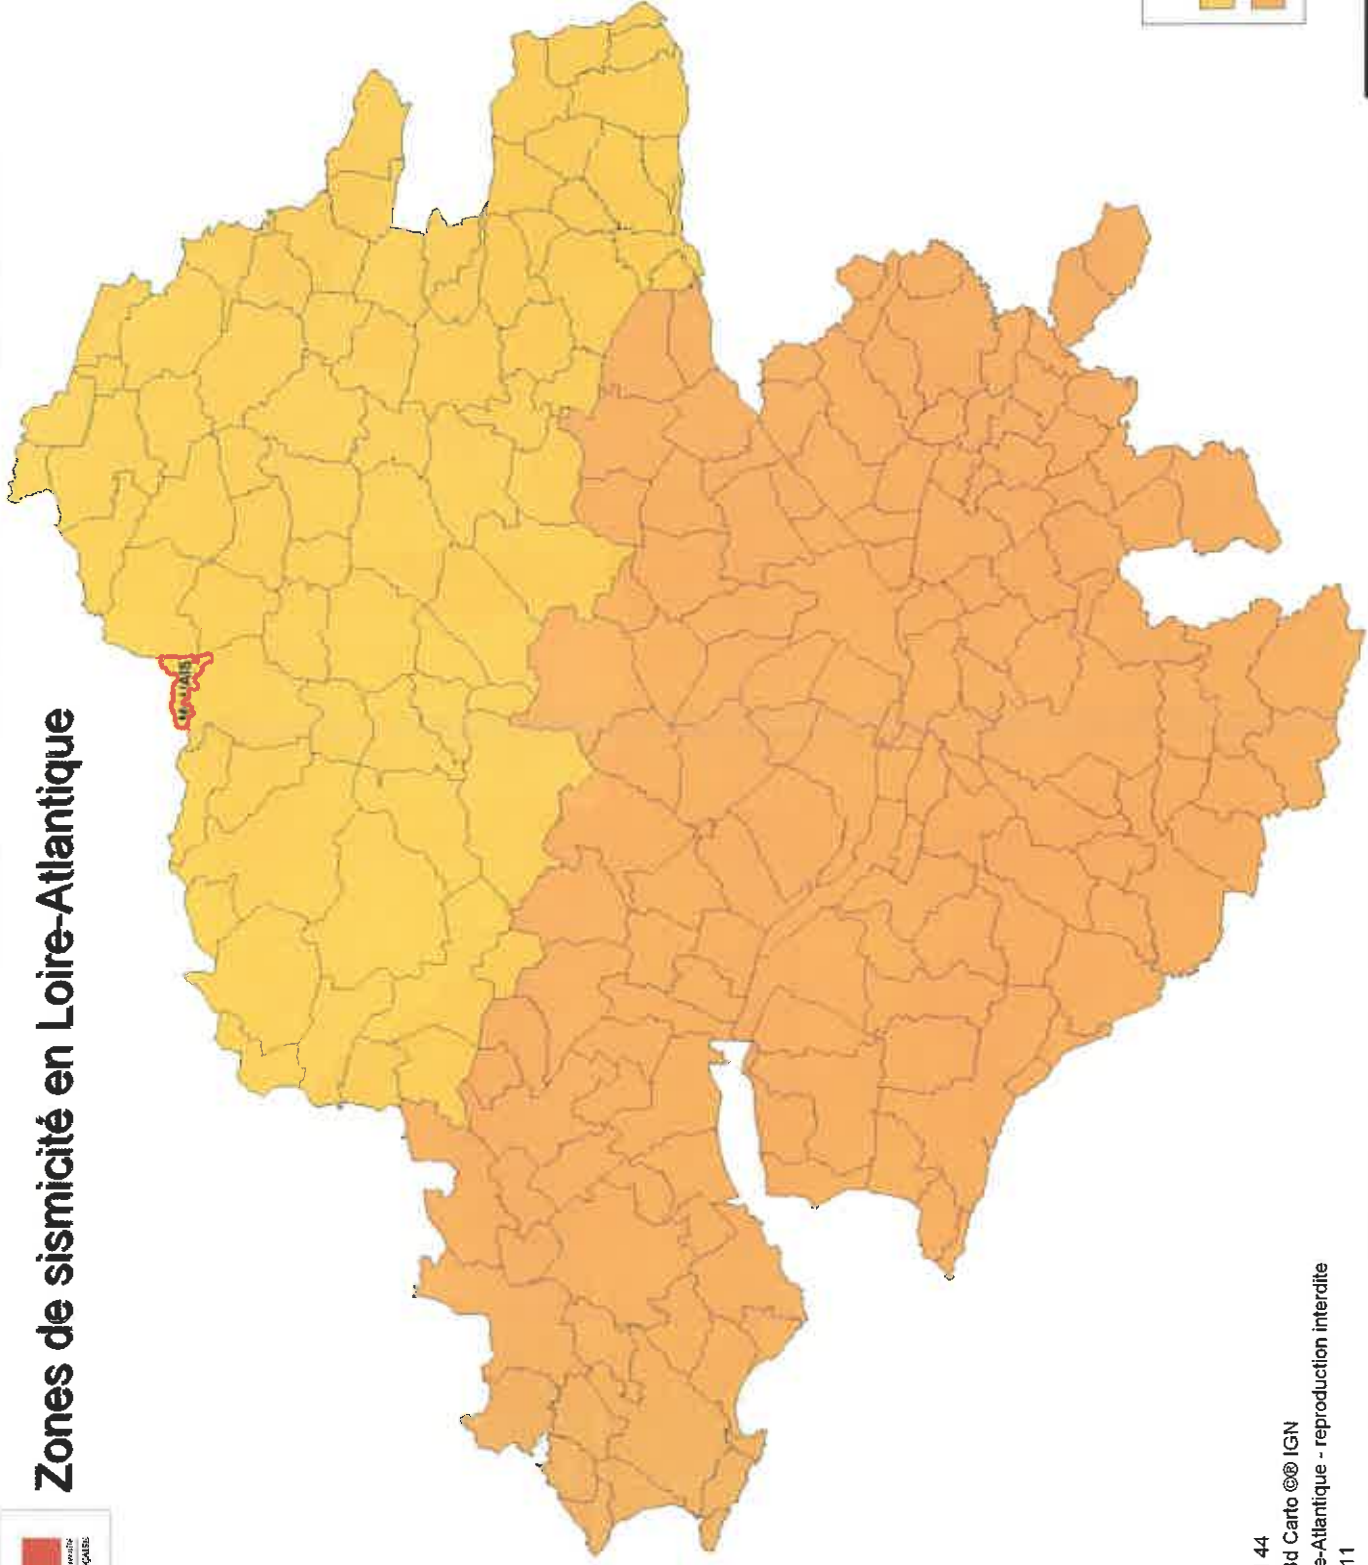 Zones de sismicité en Loire-Atlantique
44
d Carto ©® IGN
e-Atlantique - reproduction interdite
11